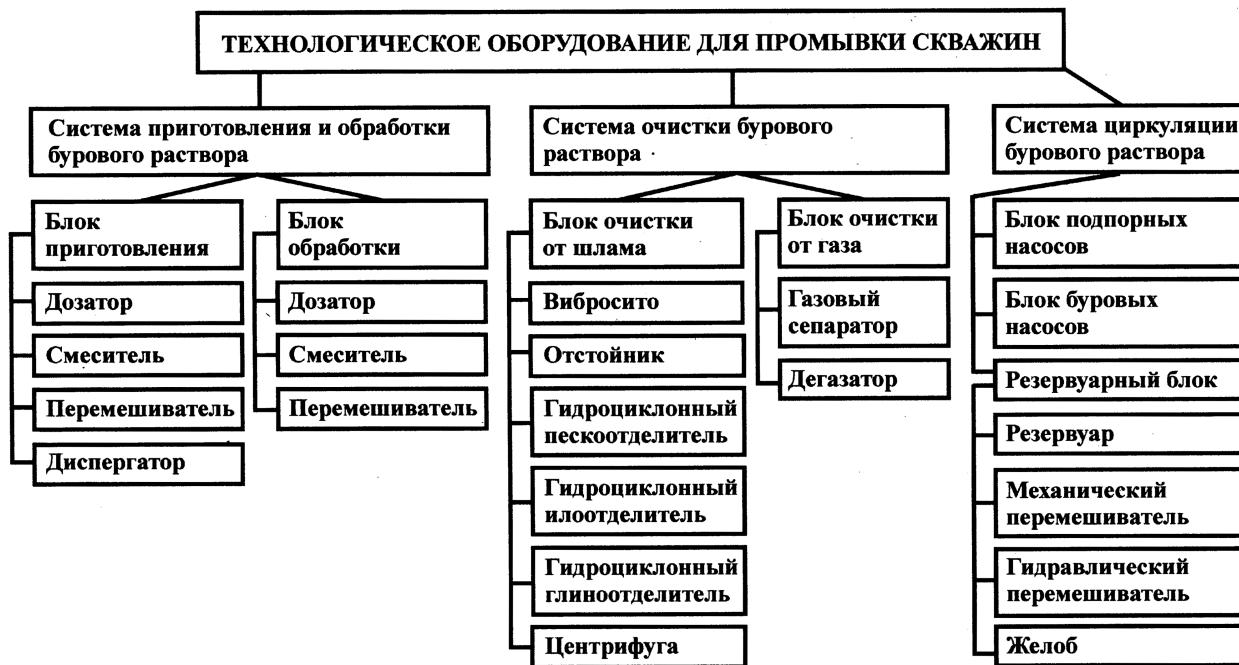 ТЕХНОЛОГИЧЕСКОЕ ОБОРУДОВАНИЕ ДЛЯ ПРОМЫВКИ СКВАЖИН
Система приготовления и обработки
бурового раствора
Блок
приготовления
Дозатор
Смеситель
Перемешиватель
Диспергатор
Блок
обработки
Дозатор
Смеситель
Перемешиватель
Система очистки бурового
раствора
Блок очистки
от шлама
Вибросито
Отстойник
Гидроциклонный
пескоотделитель
Гидроциклонный
илоотделитель
Гидроциклонный
глиноотделитель
Центрифуга
Блок очистки
от газа
Газовый
сепаратор
Дегазатор
Система циркуляции
бурового раствора
Блок подпорных
насосов
Блок буровых
насосов
Резервуарный блок
Резервуар
Механический
перемешиватель
Гидравлический
перемешиватель
Желоб